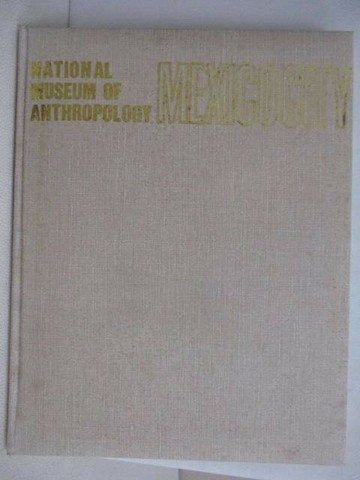 NATIONAL
MUSEUM OF
ANTHROPOLOGY
MEXICO CITY